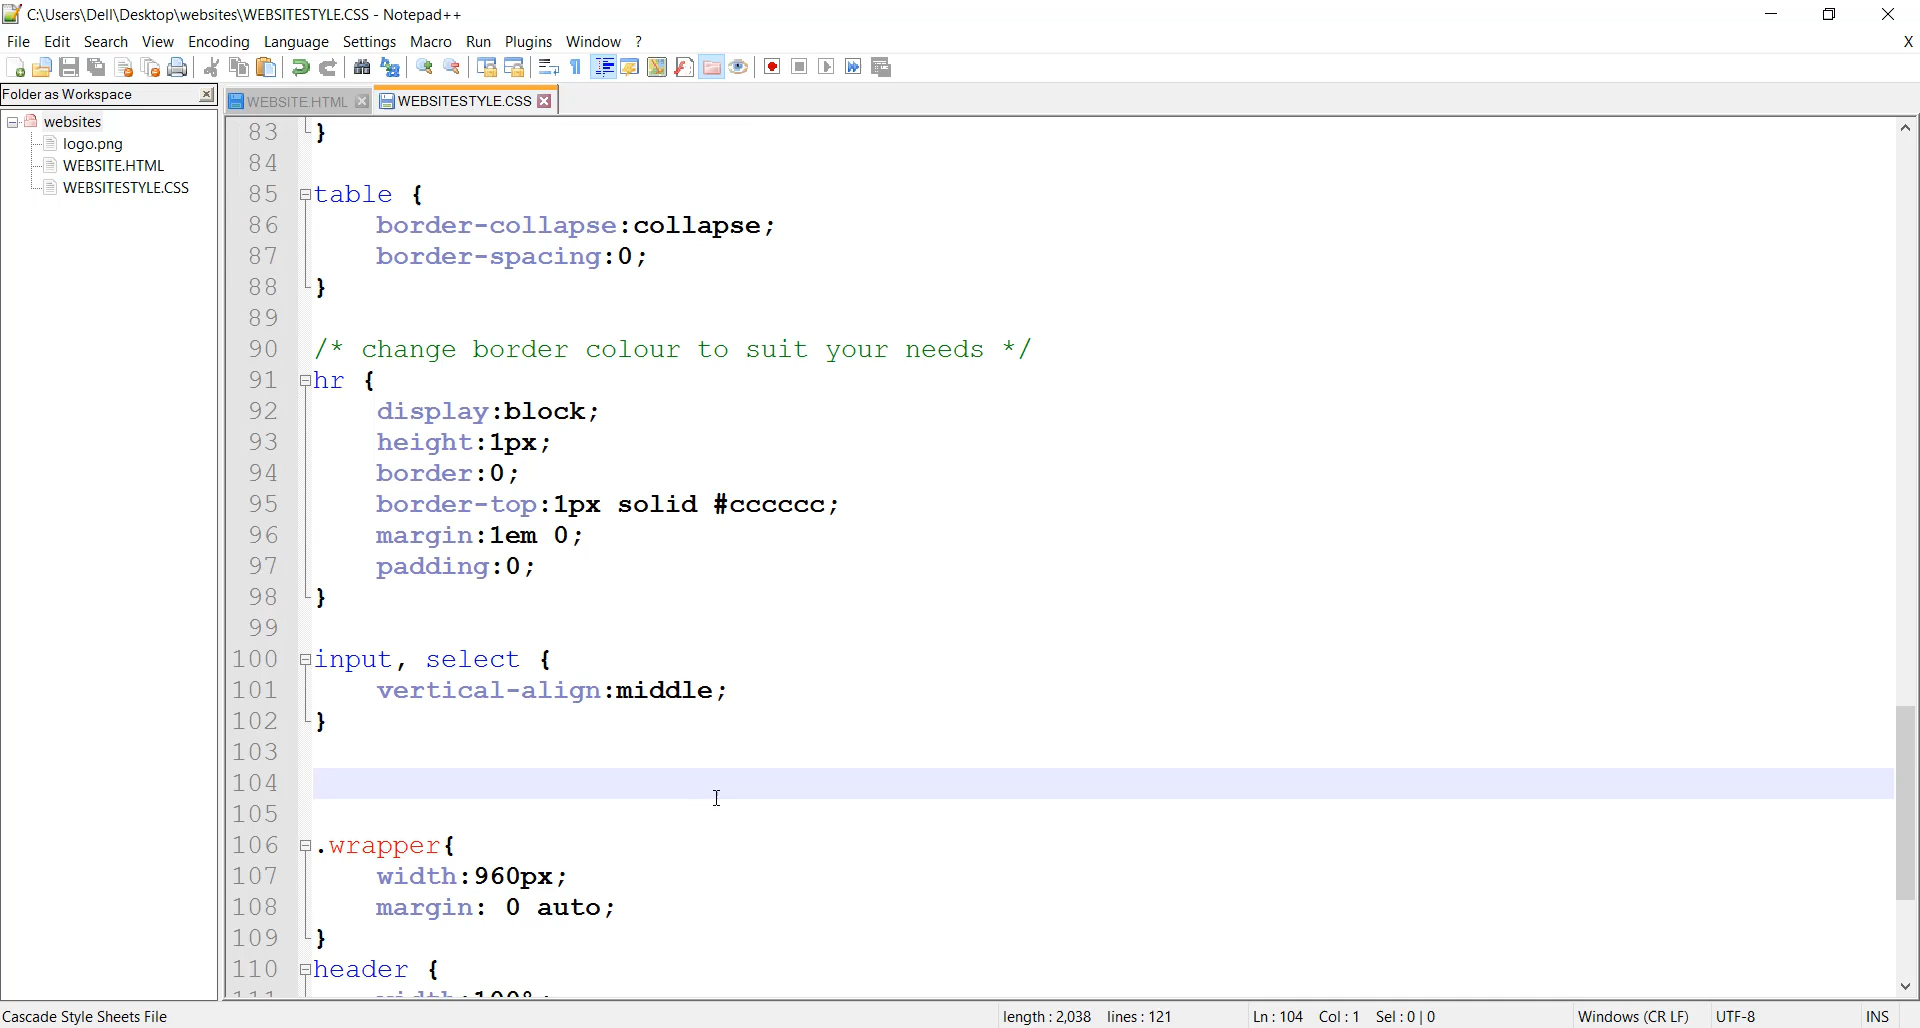 C:\Users\Dell\Desktop\websites\WEBSITESTYLE.CSS - Notepad++
File Edit Search View Encoding Language Settings Macro Run Plugins Window ? X
Folder as Workspace
WEBSITE.HTML WEBSITESTYLE.CSS
websites
logo.png
WEBSITE.HTML
WEBSITESTYLE.CSS
83 }
84
85 table {
86 border-collapse:collapse;
87 border-spacing:0;
88 }
89
90 /* change border colour to suit your needs */
91 hr {
92 display:block;
93 height:1px;
94 border:0;
95 border-top:1px solid #cccccc;
96 margin:1em 0;
97 padding:0;
98 }
99
100 input, select {
101 vertical-align:middle;
102 }
103
104
105
106 .wrapper{
107 width:960px;
108 margin: 0 auto;
109 }
110 header {
111 width:100%;
Cascade Style Sheets File length : 2,038 lines : 121 Ln : 104 Col : 1 Sel : 0 | 0 Windows (CR LF) UTF-8 INS